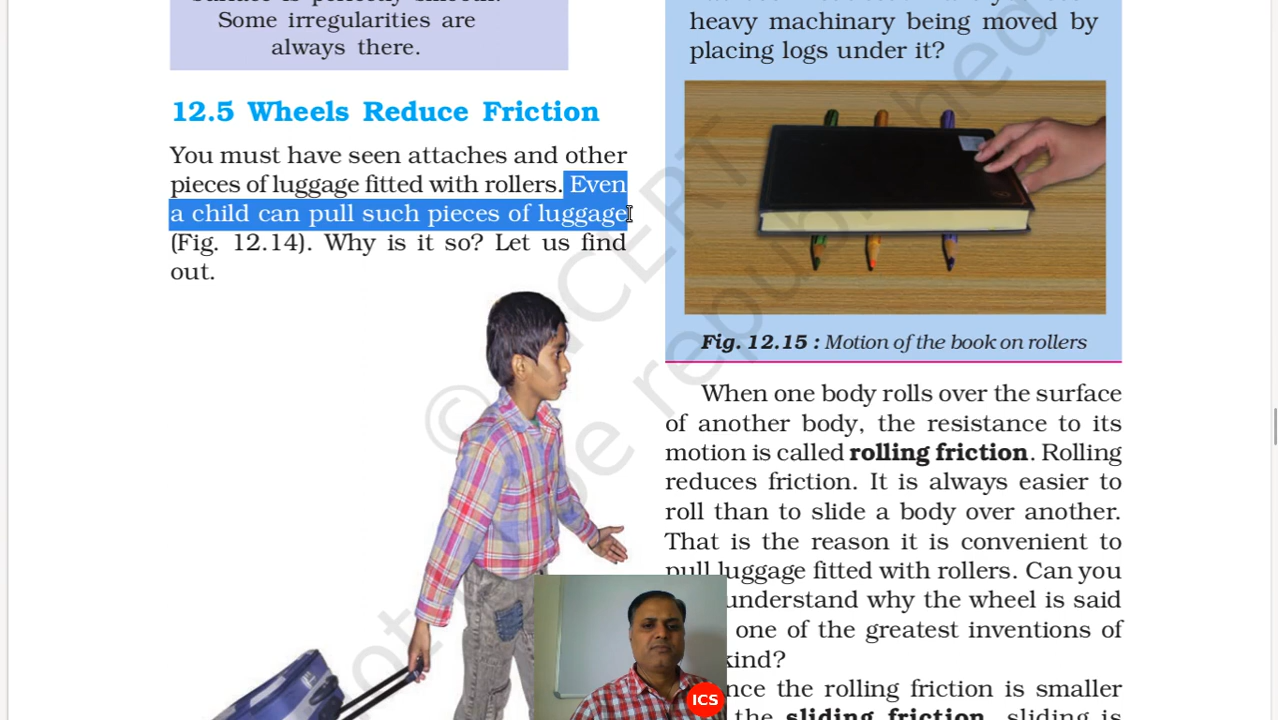 Some irregularities are
always there.
12.5 Wheels Reduce Friction
You must have seen attaches and other
pieces of luggage fitted with rollers. Even
a child can pull such pieces of luggage
(Fig. 12.14). Why is it so? Let us find
out.
heavy machinary being moved by
placing logs under it?
Fig. 12.15 : Motion of the book on rollers
When one body rolls over the surface
of another body, the resistance to its
motion is called rolling friction. Rolling
reduces friction. It is always easier to
roll than to slide a body over another.
That is the reason it is convenient to
pull luggage fitted with rollers. Can you
understand why the wheel is said
one of the greatest inventions of
kind?
the rolling friction is smaller
the sliding friction, sliding is
© NCERT
not be republished
ICS